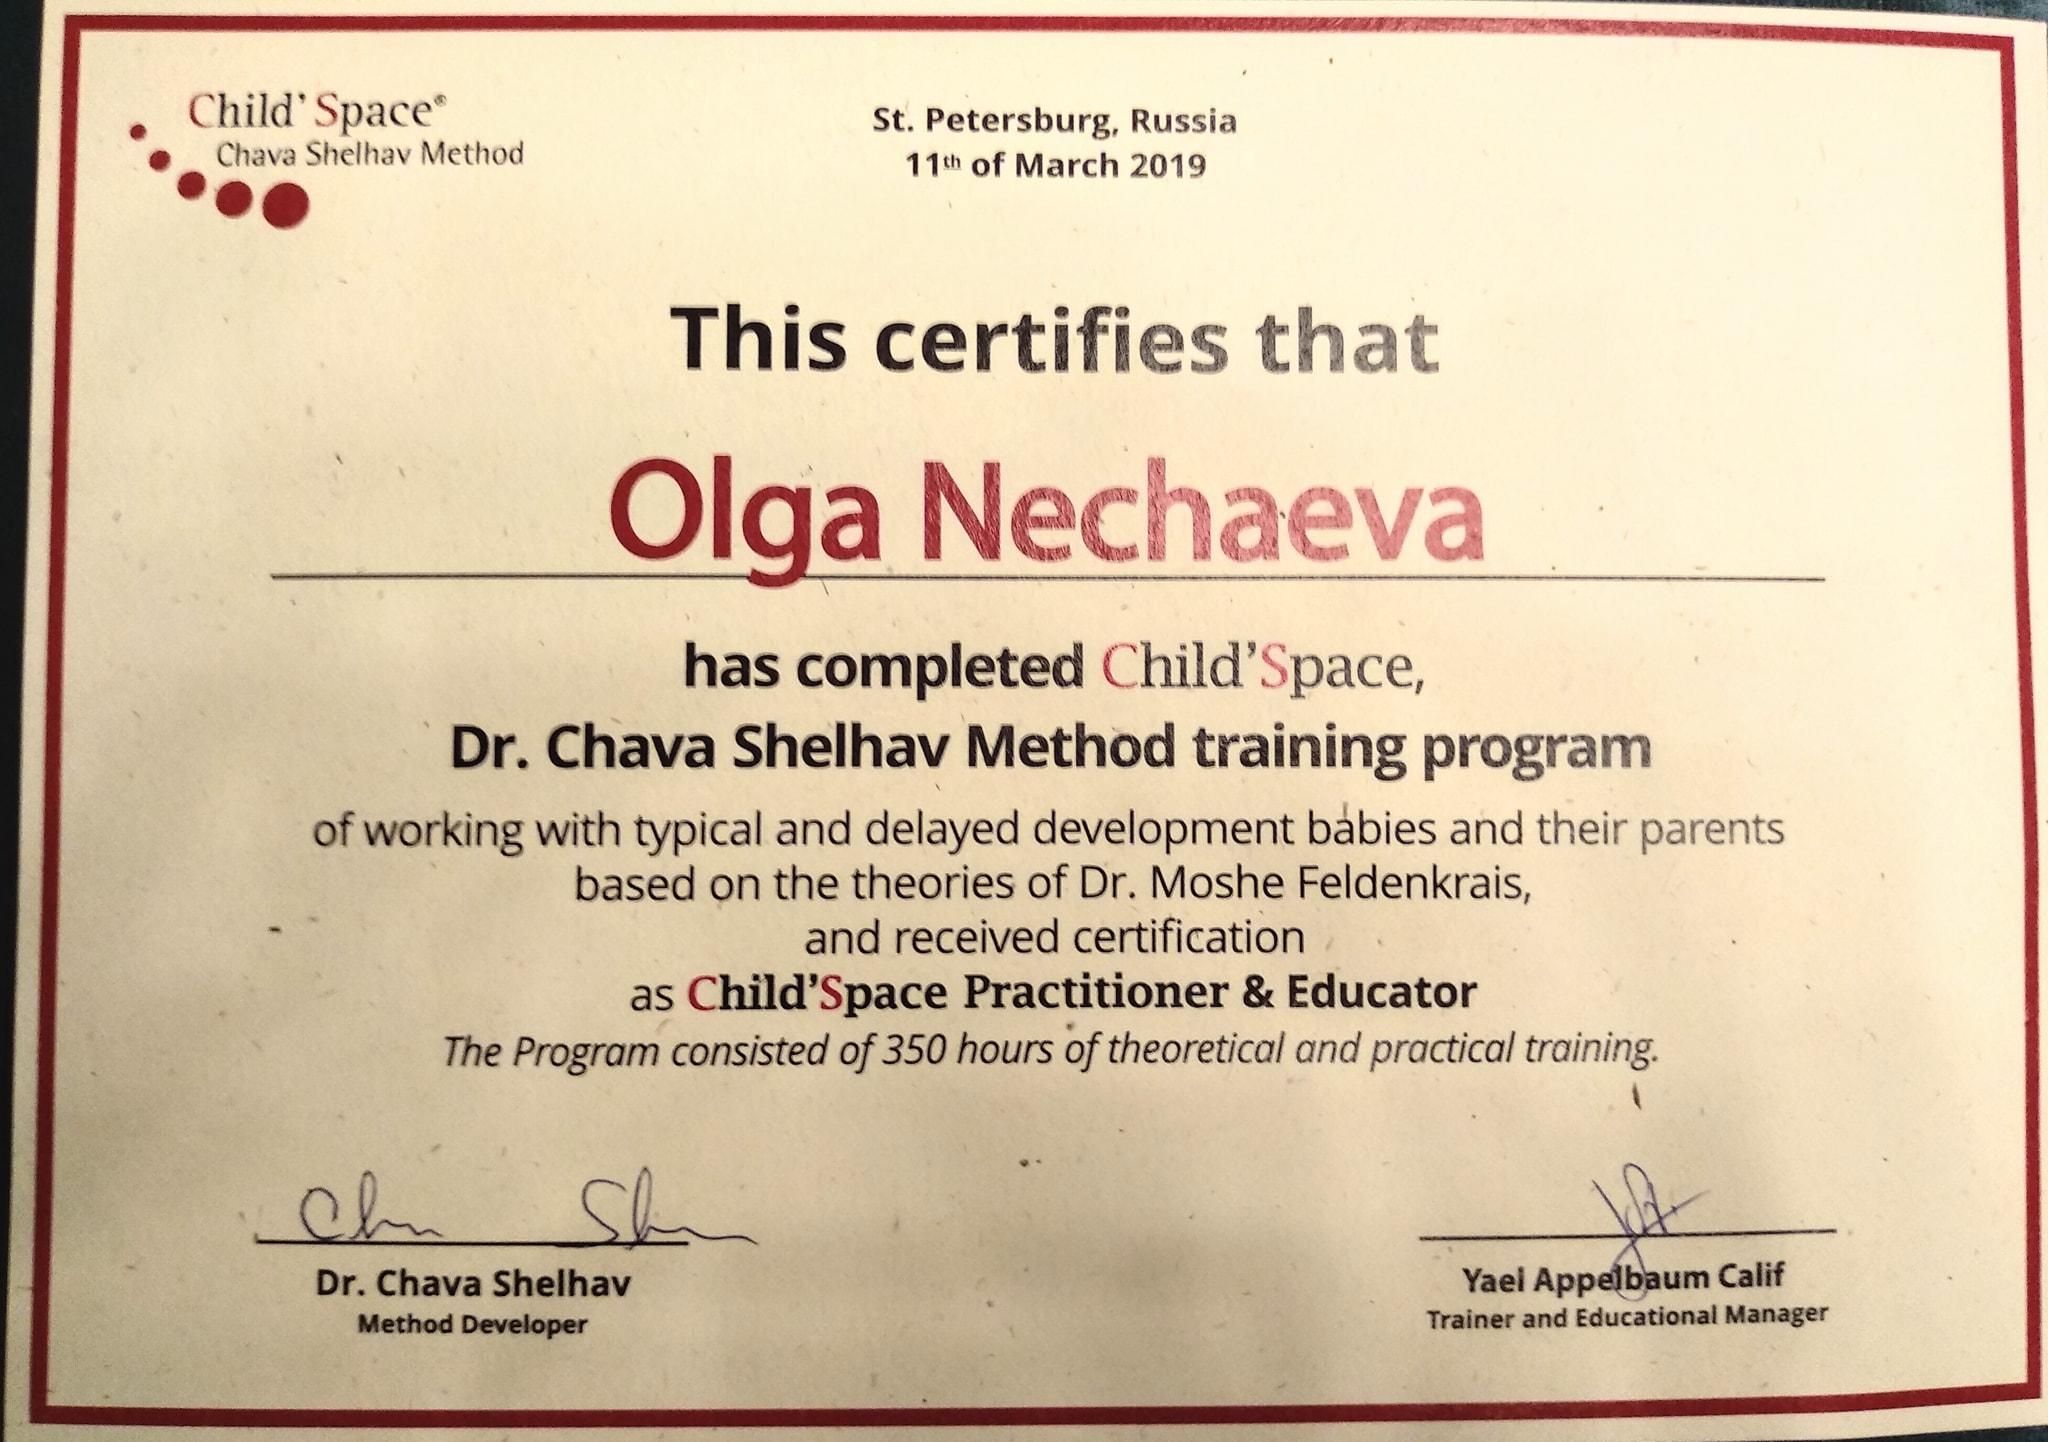 Child'Space®
Chava Shelhav Method
St. Petersburg, Russia
11th of March 2019
This certifies that
Olga Nechaeva
has completed Child'Space,
Dr. Chava Shelhav Method training program
of working with typical and delayed development babies and their parents
based on the theories of Dr. Moshe Feldenkrais,
and received certification
as Child'Space Practitioner & Educator
The Program consisted of 350 hours of theoretical and practical training.
Dr. Chava Shelhav
Method Developer
Yael Appelbaum Calif
Trainer and Educational Manager